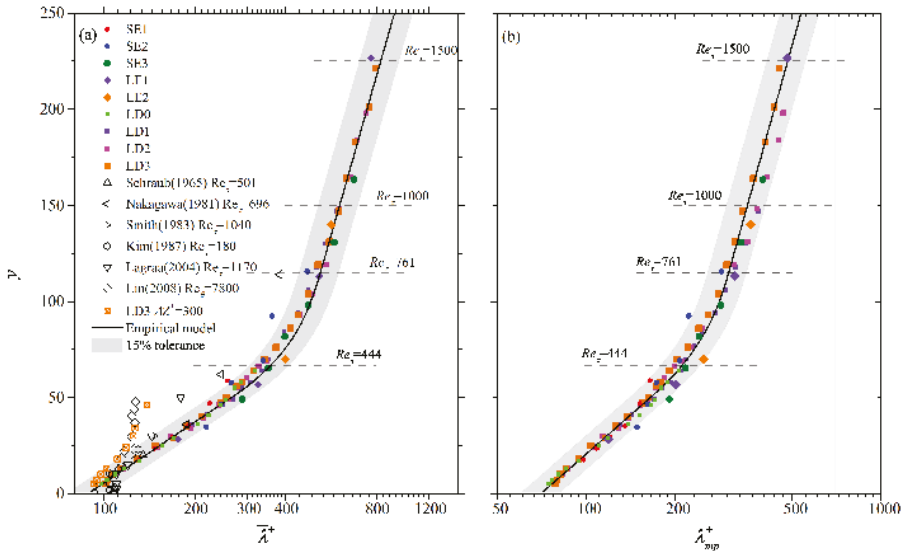 (a)
250
200
150
100
50
0
y
SE1
SE2
SE3
LE1
LE2
LD0
LD1
LD2
LD3
Schraub(1965) Reτ=501
Nakagawa(1981) Reτ=696
Smith(1983) Reτ=1040
Kim(1987) Reτ=180
Lagraa(2004) Reτ=1170
Lin(2008) Reθ=7800
LD3 ΔZ⁺=300
Empirical model
15% tolerance
Reτ=1500
Reτ=1000
Reτ=761
Reτ=444
100 200 300 400 800 1200
λ̅⁺
(b)
Reτ=1500
Reτ=1000
Reτ=761
Reτ=444
50 100 200 500 1000
λ⁺mp